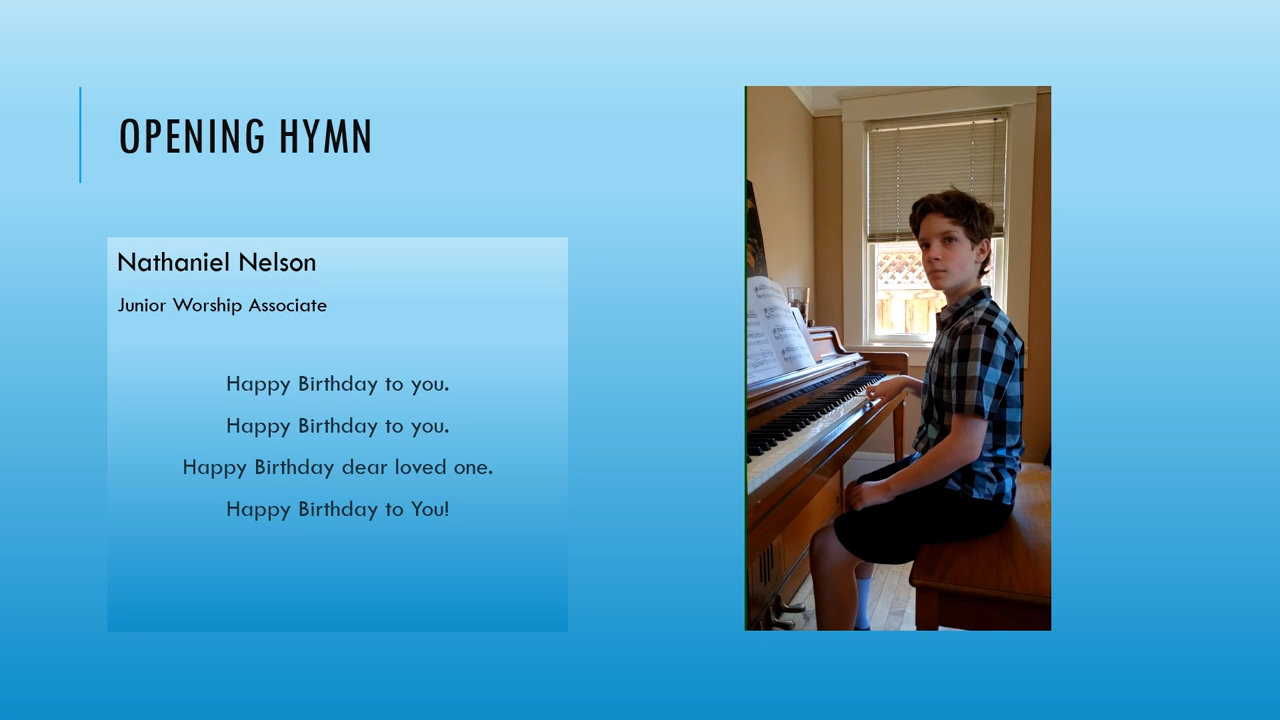 OPENING HYMN
Nathaniel Nelson
Junior Worship Associate
Happy Birthday to you.
Happy Birthday to you.
Happy Birthday dear loved one.
Happy Birthday to You!